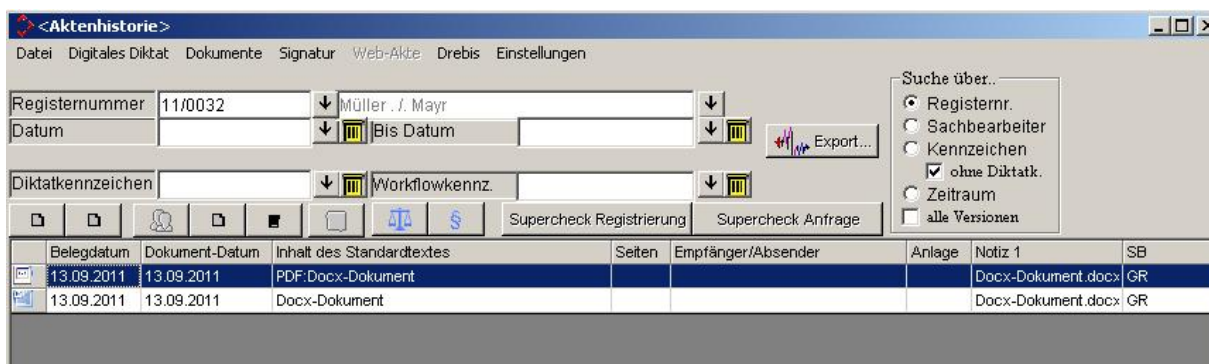 <Aktenhistorie>
Datei Digitales Diktat Dokumente Signatur Web-Akte Drebis Einstellungen
Suche über..
Registernummer 11/0032 Müller ./. Mayr
Registernr.
Datum Bis Datum
Sachbearbeiter
Export...
Kennzeichen
ohne Diktatk.
Diktatkennzeichen Workflowkennz.
Zeitraum
§ Supercheck Registrierung Supercheck Anfrage
alle Versionen
Belegdatum Dokument-Datum Inhalt des Standardtextes Seiten Empfänger/Absender Anlage Notiz 1 SB
13.09.2011 13.09.2011 PDF:Docx-Dokument Docx-Dokument.docx GR
13.09.2011 13.09.2011 Docx-Dokument Docx-Dokument.docx GR